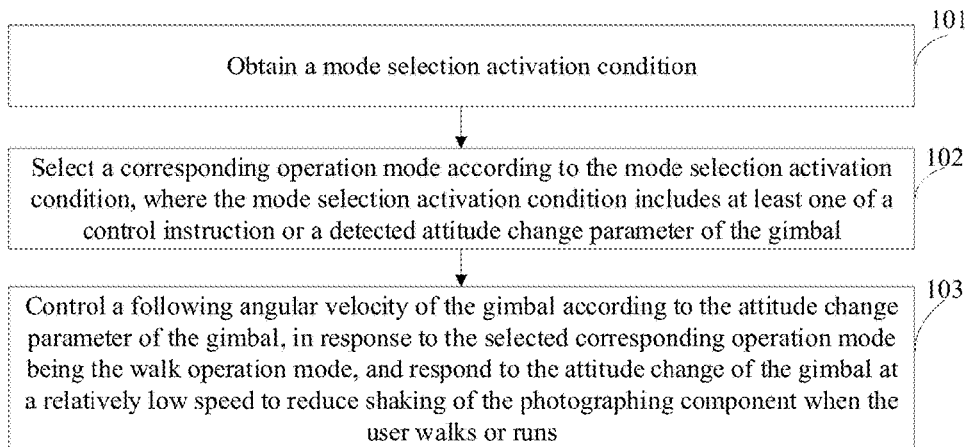 101
Obtain a mode selection activation condition
102
Select a corresponding operation mode according to the mode selection activation
condition, where the mode selection activation condition includes at least one of a
control instruction or a detected attitude change parameter of the gimbal
103
Control a following angular velocity of the gimbal according to the attitude change
parameter of the gimbal, in response to the selected corresponding operation mode
being the walk operation mode, and respond to the attitude change of the gimbal at
a relatively low speed to reduce shaking of the photographing component when the
user walks or runs